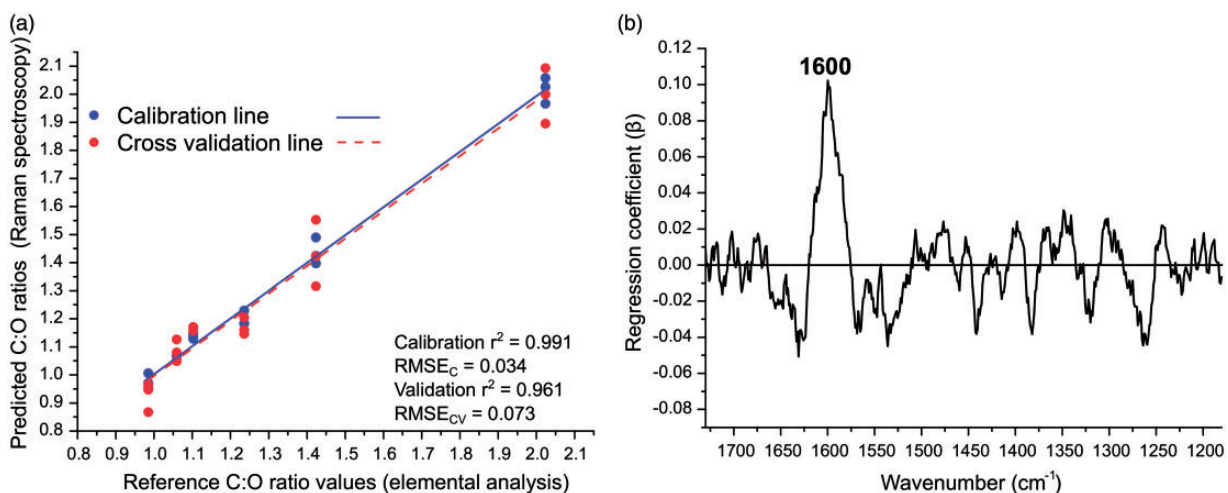 (a)
Predicted C:O ratios (Raman spectroscopy)
2.1
2.0
1.9
1.8
1.7
1.6
1.5
1.4
1.3
1.2
1.1
1.0
0.9
0.8
Calibration line
Cross validation line
Calibration r² = 0.991
RMSE_C = 0.034
Validation r² = 0.961
RMSE_CV = 0.073
0.8 0.9 1.0 1.1 1.2 1.3 1.4 1.5 1.6 1.7 1.8 1.9 2.0 2.1
Reference C:O ratio values (elemental analysis)
(b)
Regression coefficient (β)
0.12
0.10
0.08
0.06
0.04
0.02
0.00
-0.02
-0.04
-0.06
-0.08
1600
1700 1650 1600 1550 1500 1450 1400 1350 1300 1250 1200
Wavenumber (cm⁻¹)